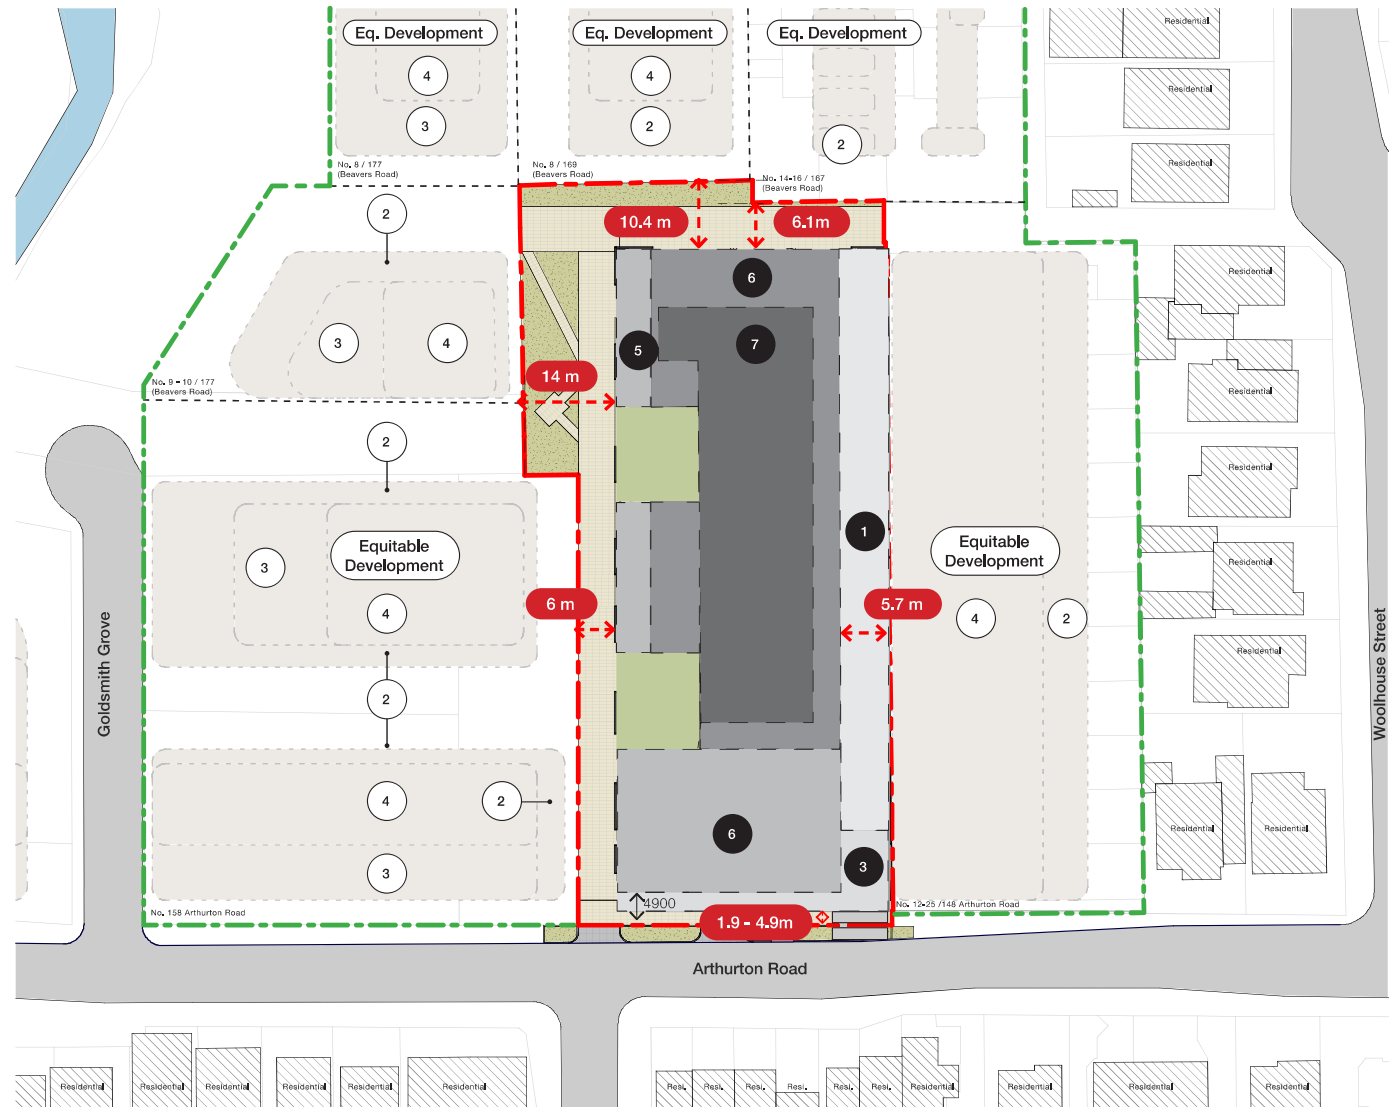 Eq. Development
Eq. Development
Eq. Development
Residential
4
4
3
2
2
Residential
No. 8 / 177
(Beavers Road)
No. 8 / 169
(Beavers Road)
No. 14-16 / 167
(Beavers Road)
Residential
2
10.4 m
6.1m
6
Residential
3
4
5
7
14 m
No. 9 - 10 / 177
(Beavers Road)
Residential
2
Residential
1
Equitable
Development
Equitable
Development
3
Residential
4
6 m
5.7 m
4
2
Residential
Goldsmith Grove
Woolhouse Street
2
4
2
6
Residential
Residential
3
3
4900
No. 158 Arthurton Road
1.9 - 4.9m
No. 12-25 /148 Arthurton Road
Arthurton Road
Residential
Residential
Residential
Residential
Residential
Residential
Resi.
Resi.
Resi.
Resi.
Resi.
Resi.
Residential
Residential
Residential
Residential